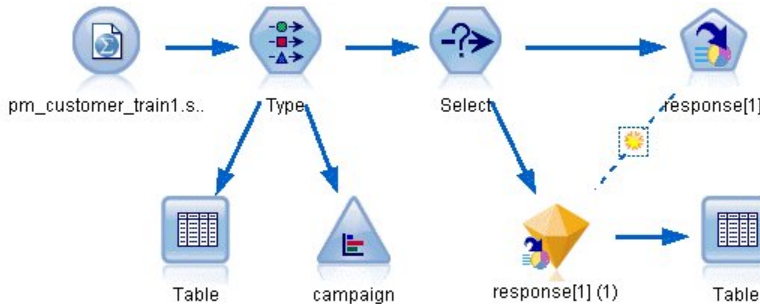 pm_customer_train1.s..
Type
Select
response[1]
Table
campaign
response[1] (1)
Table